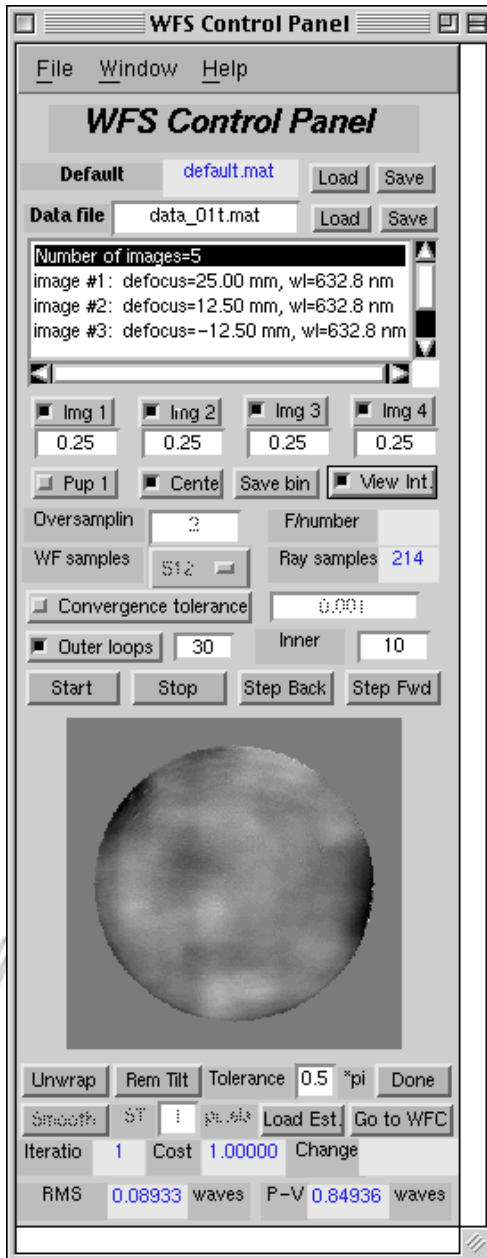 WFS Control Panel
File Window Help
WFS Control Panel
Default default.mat Load Save
Data file data_01t.mat Load Save
Number of images=5
image #1: defocus=25.00 mm, wl=632.8 nm
image #2: defocus=12.50 mm, wl=632.8 nm
image #3: defocus=−12.50 mm, wl=632.8 nm
Img 1 Img 2 Img 3 Img 4
0.25 0.25 0.25 0.25
Pup 1 Cente Save bin View Int.
Oversamplin 2 F/number
WF samples 512 Ray samples 214
Convergence tolerance 0.001
Outer loops 30 Inner 10
Start Stop Step Back Step Fwd
Unwrap Rem Tilt Tolerance 0.5 *pi Done
Smooth ST Load Est. Go to WFC
Iteratio 1 Cost 1.00000 Change
RMS 0.08933 waves P-V 0.84936 waves